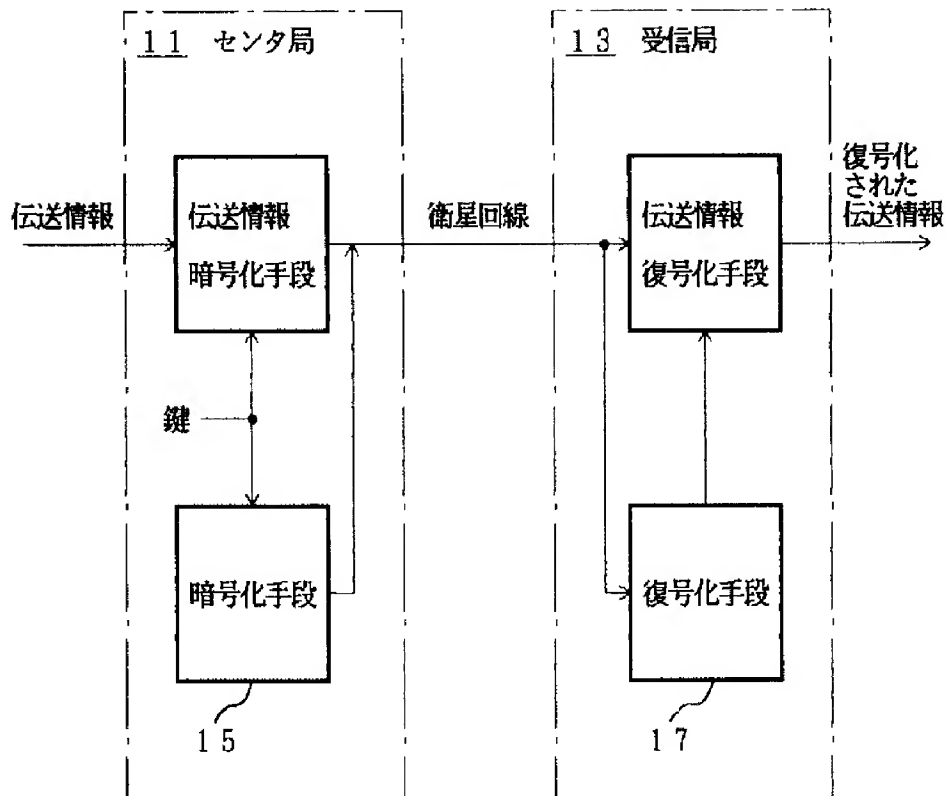 11 センタ局
13 受信局
伝送情報
伝送情報
暗号化手段
衛星回線
伝送情報
復号化手段
復号化
された
伝送情報
鍵
暗号化手段
復号化手段
15
17